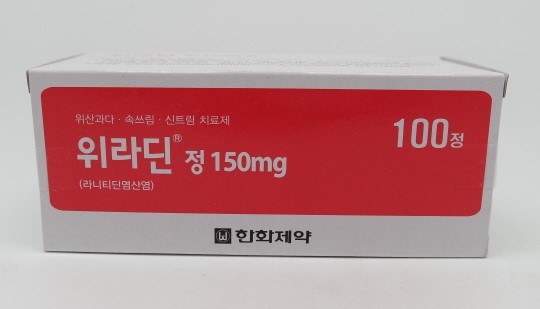 위산과다 · 속쓰림 · 신트림 치료제
100정
위라딘® 정 150mg
(라니티딘염산염)
한화제약